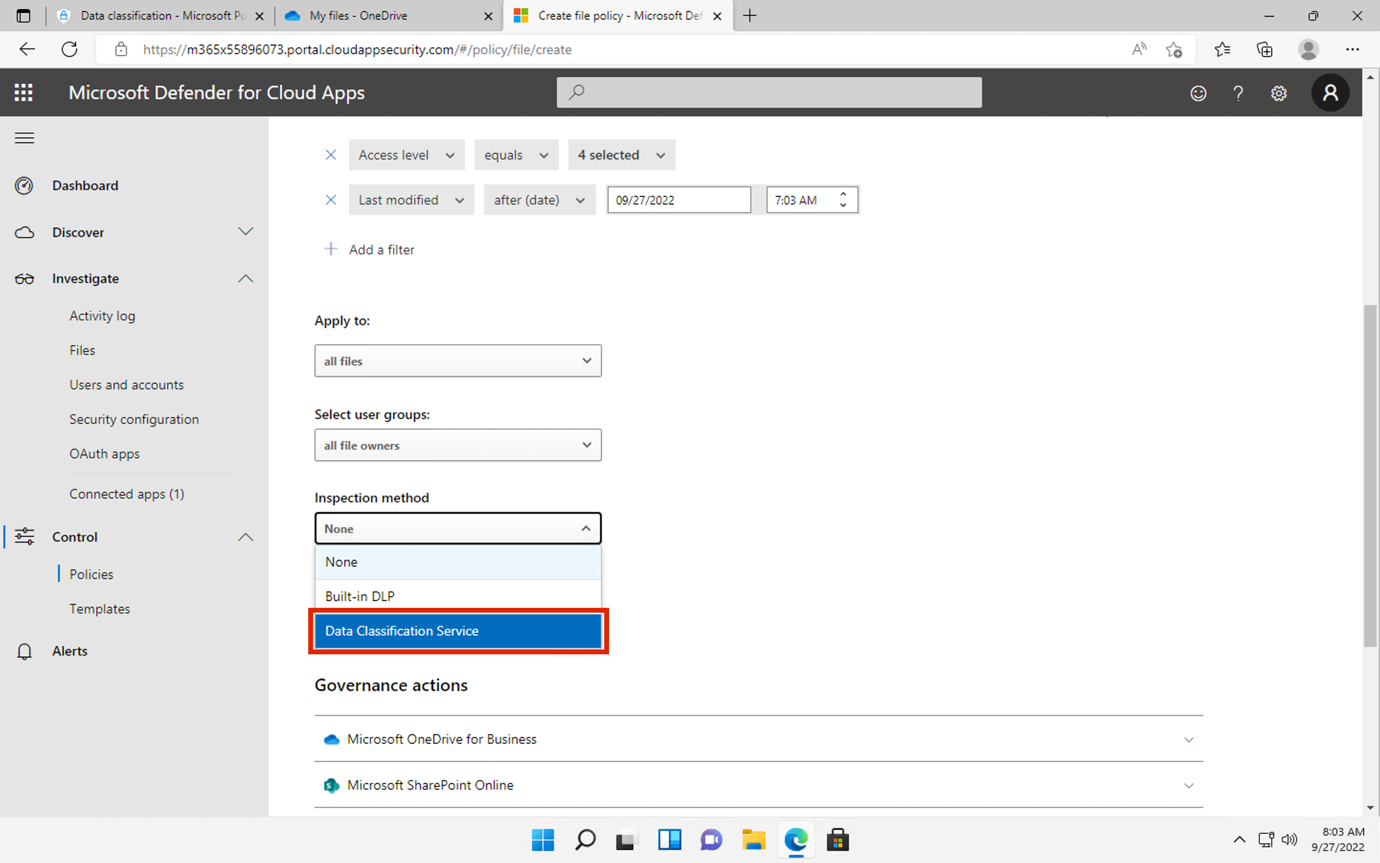 Data classification - Microsoft Pu
My files - OneDrive
Create file policy - Microsoft Def
https://m365x55896073.portal.cloudappsecurity.com/#/policy/file/create
Microsoft Defender for Cloud Apps
A
Access level equals 4 selected
Last modified after (date) 09/27/2022 7:03 AM
Add a filter
Dashboard
Discover
Investigate
Activity log
Files
Users and accounts
Security configuration
OAuth apps
Connected apps (1)
Control
Policies
Templates
Alerts
Apply to:
all files
Select user groups:
all file owners
Inspection method
None
None
Built-in DLP
Data Classification Service
Governance actions
Microsoft OneDrive for Business
Microsoft SharePoint Online
8:03 AM
9/27/2022